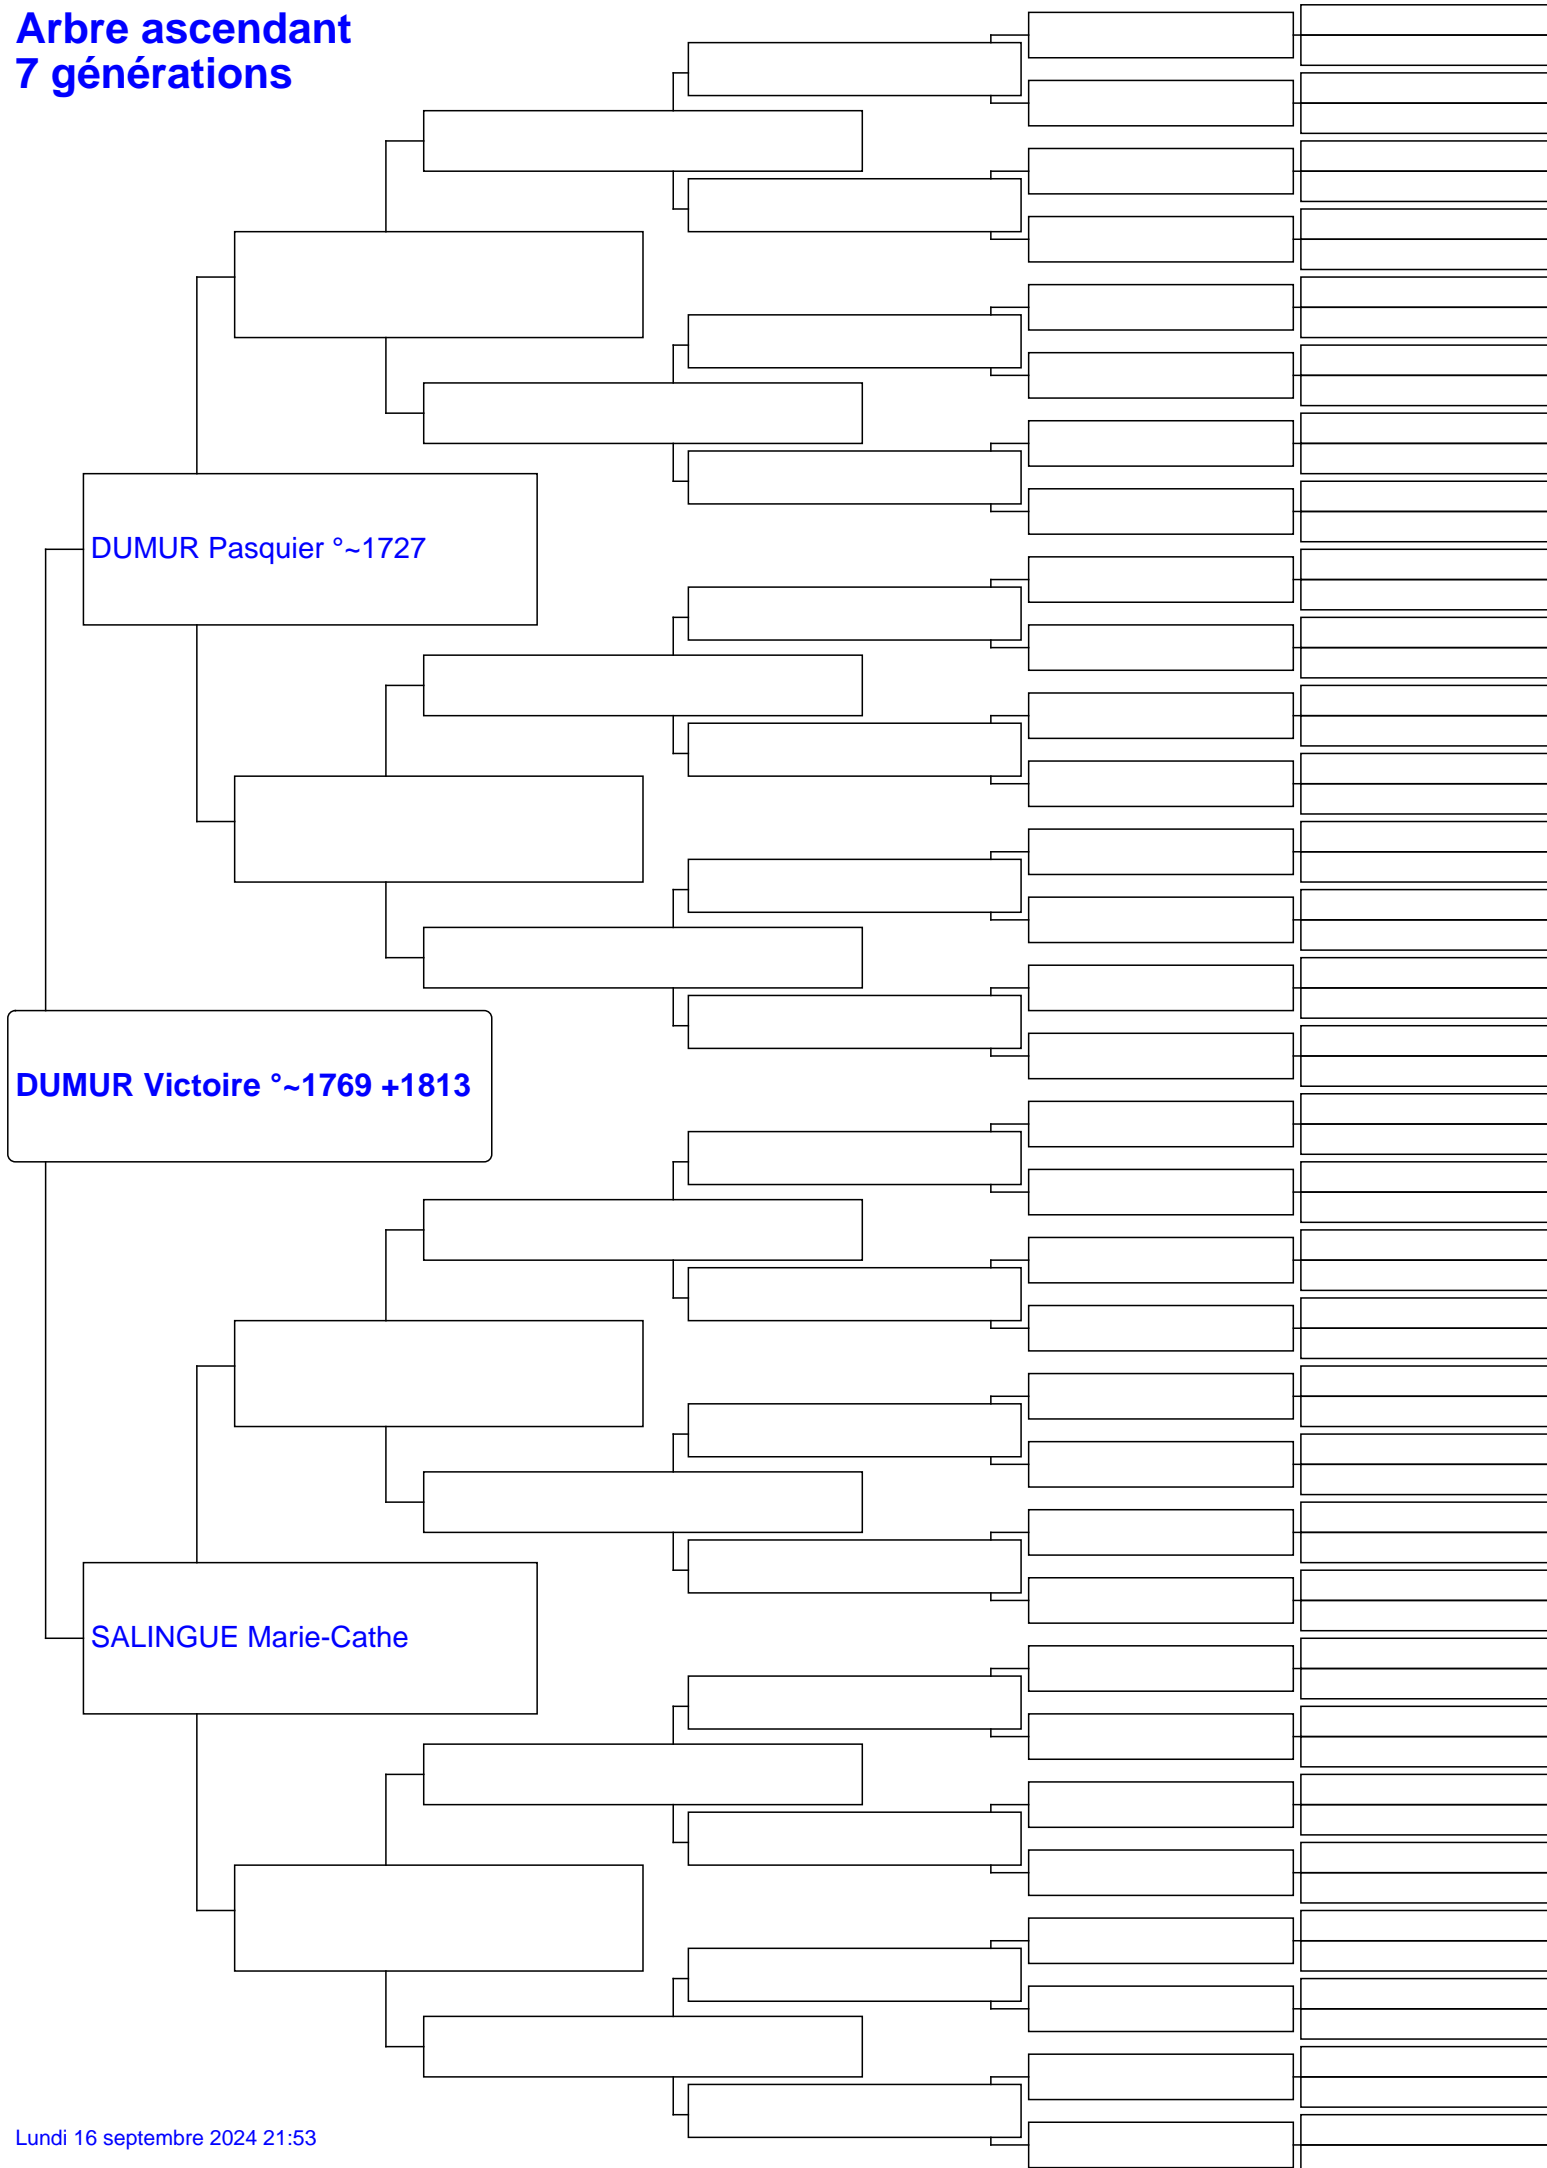 Arbre ascendant
7 générations
DUMUR Pasquier °~1727
DUMUR Victoire °~1769 +1813
SALINGUE Marie-Cathe
Lundi 16 septembre 2024 21:53